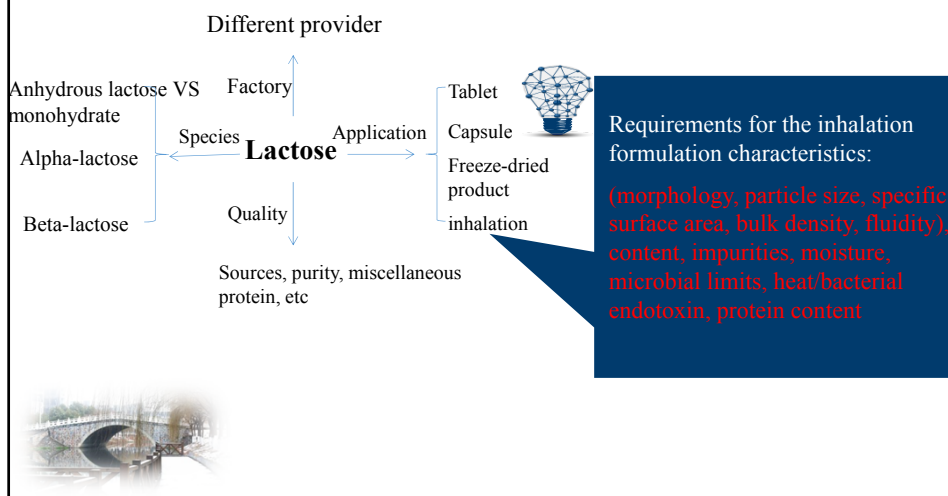 Different provider
Factory
Anhydrous lactose VS
monohydrate
Alpha-lactose
Beta-lactose
Species
Lactose
Application
Tablet
Capsule
Freeze-dried
product
inhalation
Quality
Sources, purity, miscellaneous
protein, etc
Requirements for the inhalation
formulation characteristics:
(morphology, particle size, specific
surface area, bulk density, fluidity),
content, impurities, moisture,
microbial limits, heat/bacterial
endotoxin, protein content